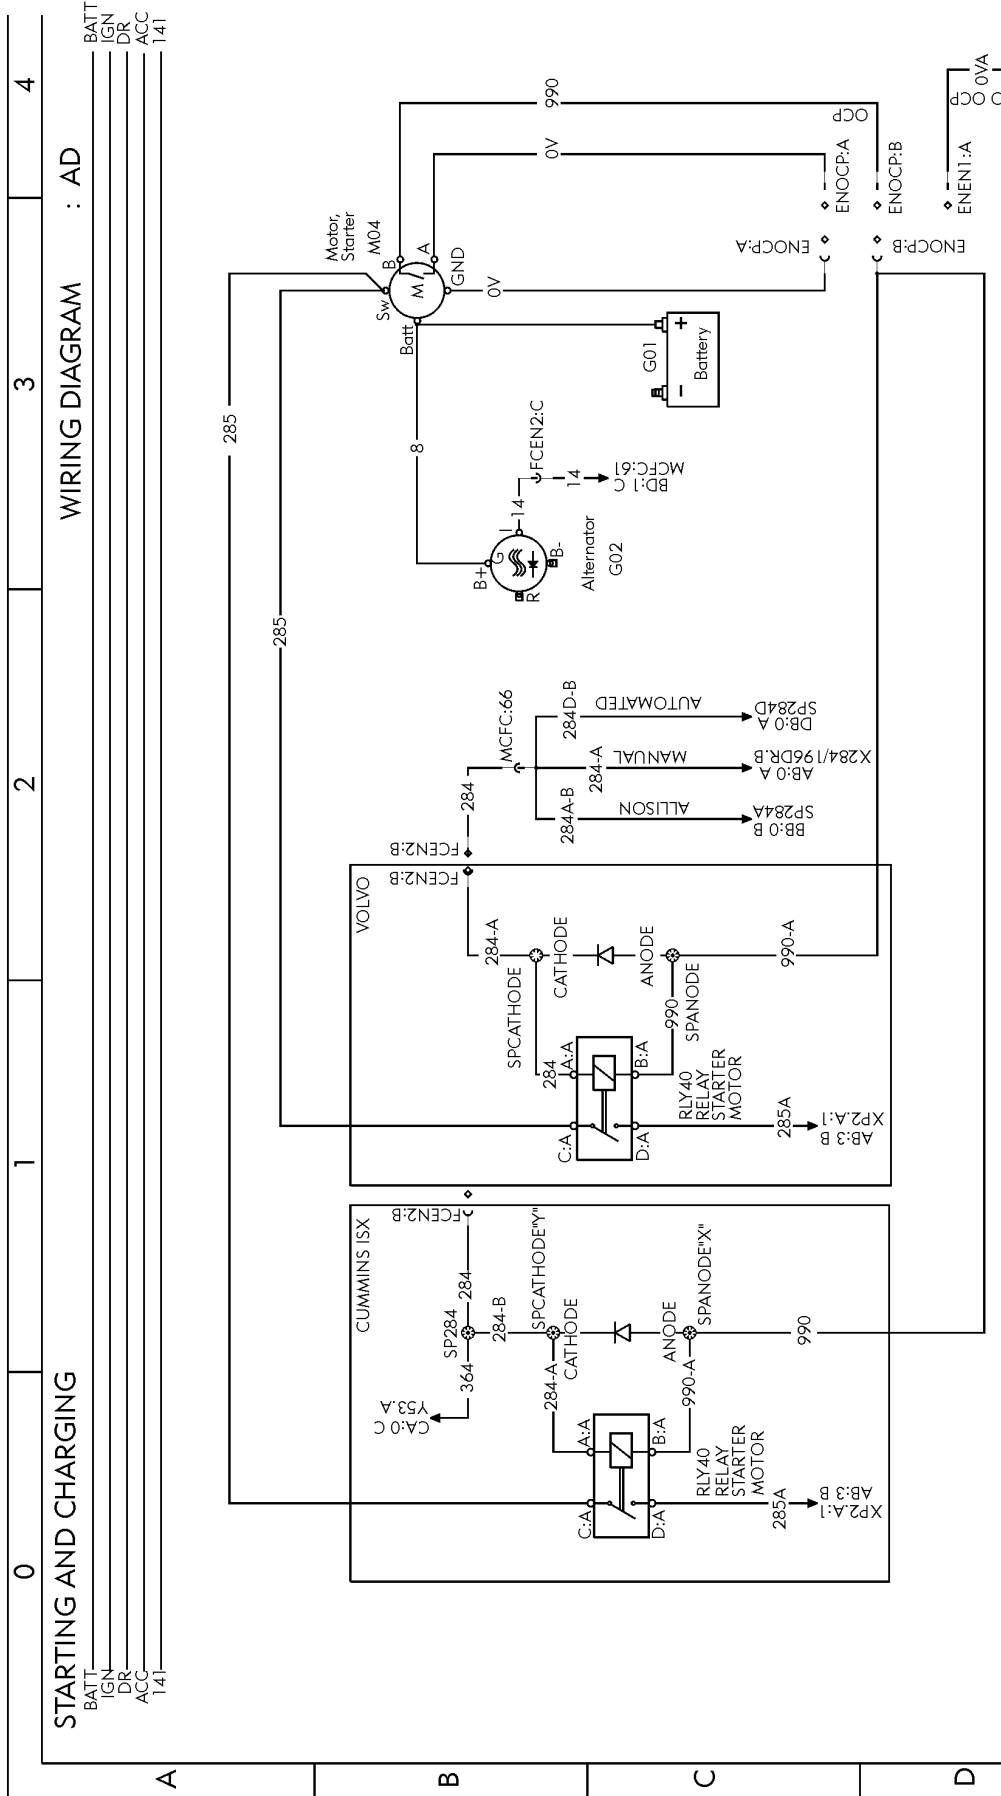 0
1
2
3
4
A
B
C
D
STARTING AND CHARGING
WIRING DIAGRAM : AD
BATT
IGN
DR
ACC
141
BATT
IGN
DR
ACC
141
285
285
CUMMINS ISX
CA:0 C
Y53.A
364
SP284
284
FCEN2:B
284-B
SPCATHODE"Y"
CATHODE
284-A
A:A
B:A
C:A
D:A
RLY40
RELAY
STARTER
MOTOR
990-A
ANODE
SPANODE"X"
990
285A
AB:3 B
XP2.A:1
VOLVO
FCEN2:B
FCEN2:B
284-A
SPCATHODE
CATHODE
284
A:A
B:A
C:A
D:A
RLY40
RELAY
STARTER
MOTOR
990
ANODE
SPANODE
990-A
285A
AB:3 B
XP2.A:1
284
MCFC:66
284A-B
284-A
284D-B
ALLISON
MANUAL
AUTOMATED
BB:0 B
SP284A
AB:0 A
X284/196DR.B
DB:0 A
SP284D
8
B+
G
I
R
B-
Alternator
G02
14
FCEN2:C
14
BD:1 C
MCFC:61
Motor,
Starter
M04
Sw
B
A
M
GND
Batt
0V
G01
Battery
+
-
990
0V
OCP
ENOCP:A
ENOCP:A
ENOCP:B
ENOCP:B
ENEN1:A
0VA
OCP